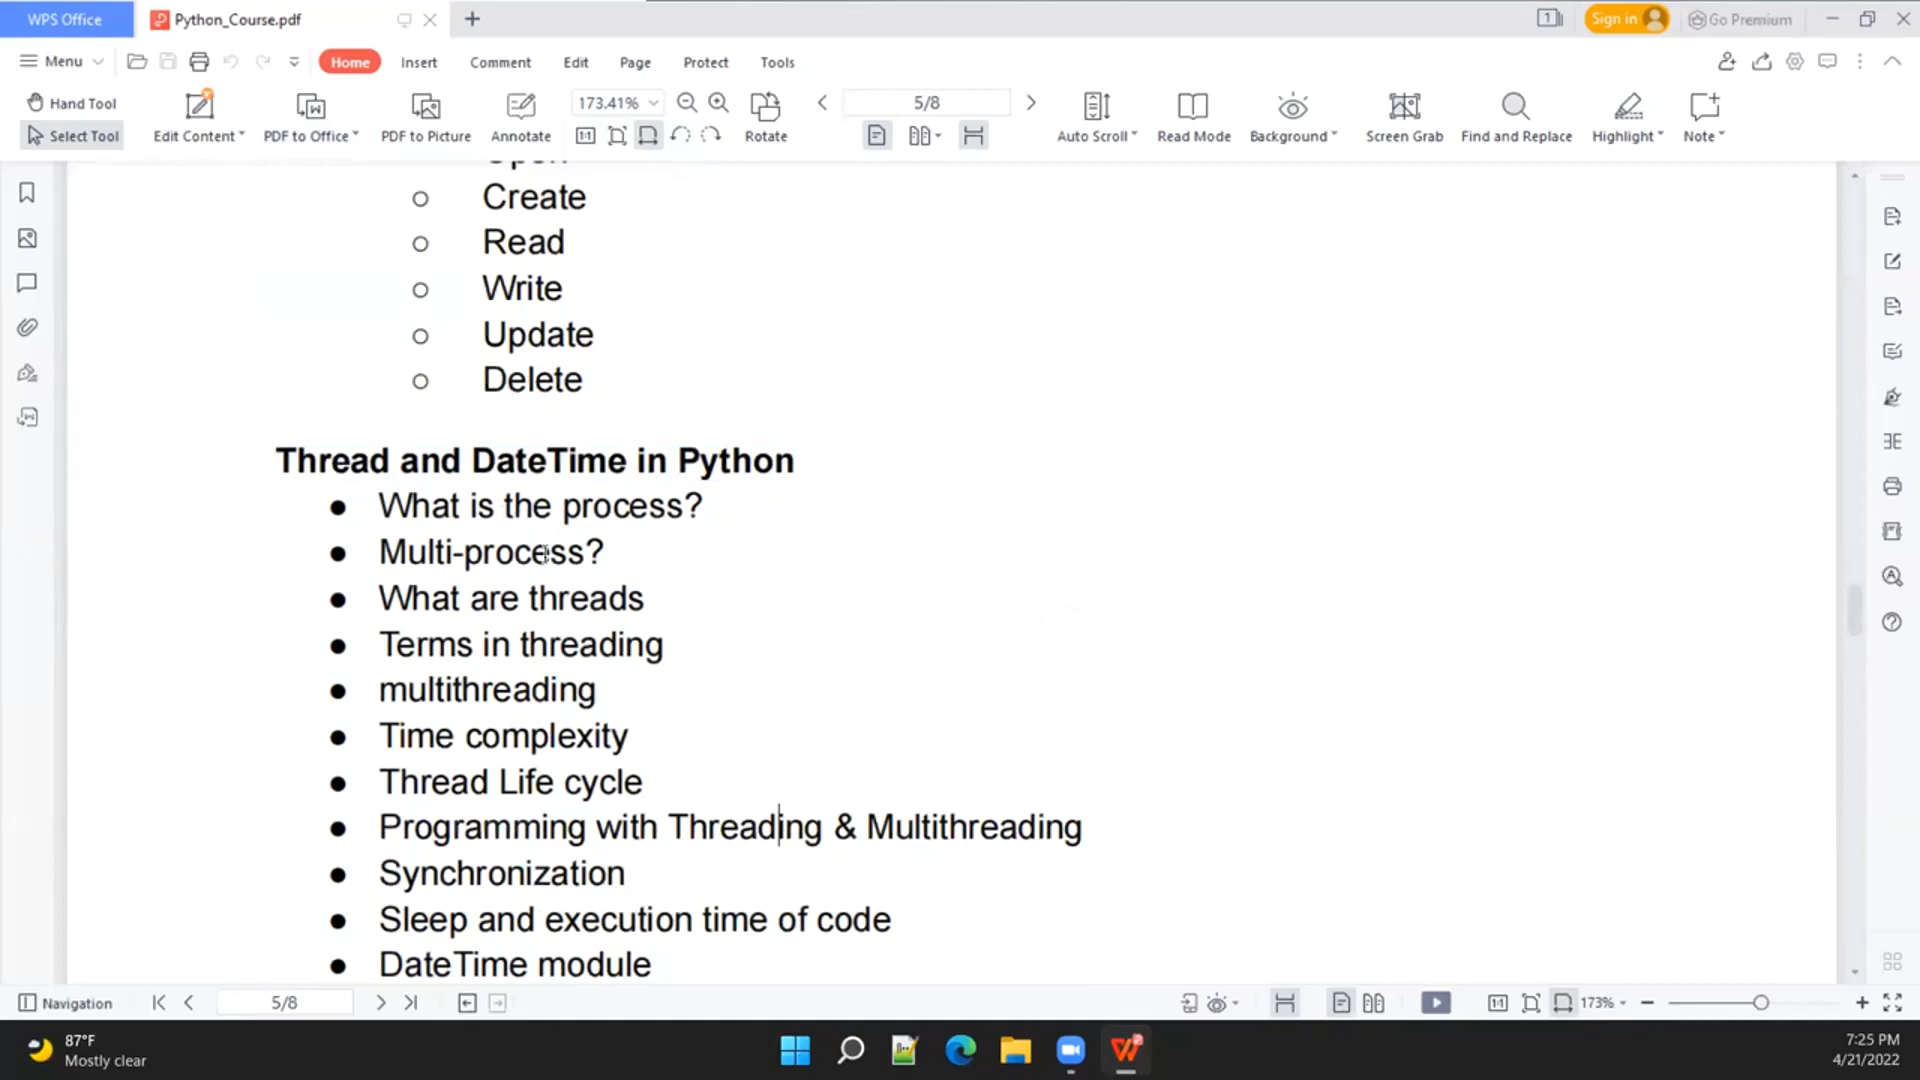 WPS Office
Python_Course.pdf
1
Sign in
Go Premium
Menu
Home
Insert
Comment
Edit
Page
Protect
Tools
Hand Tool
Select Tool
Edit Content
PDF to Office
PDF to Picture
Annotate
173.41%
Rotate
5/8
Auto Scroll
Read Mode
Background
Screen Grab
Find and Replace
Highlight
Note
Create
Read
Write
Update
Delete
Thread and DateTime in Python
What is the process?
Multi-process?
What are threads
Terms in threading
multithreading
Time complexity
Thread Life cycle
Programming with Threading & Multithreading
Synchronization
Sleep and execution time of code
DateTime module
Navigation
5/8
173%
87°F
Mostly clear
7:25 PM
4/21/2022